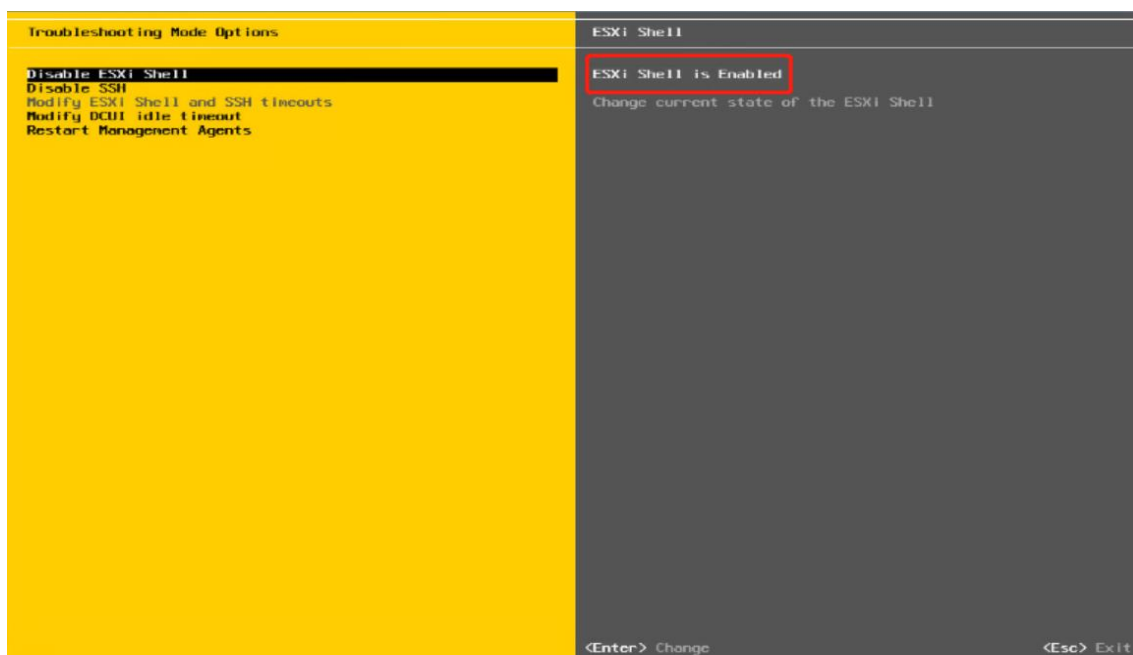 Troubleshooting Mode Options
ESXi Shell
Disable ESXi Shell
Disable SSH
Modify ESXi Shell and SSH timeouts
Modify DCUI idle timeout
Restart Management Agents
ESXi Shell is Enabled
Change current state of the ESXi Shell
<Enter> Change
<Esc> Exit